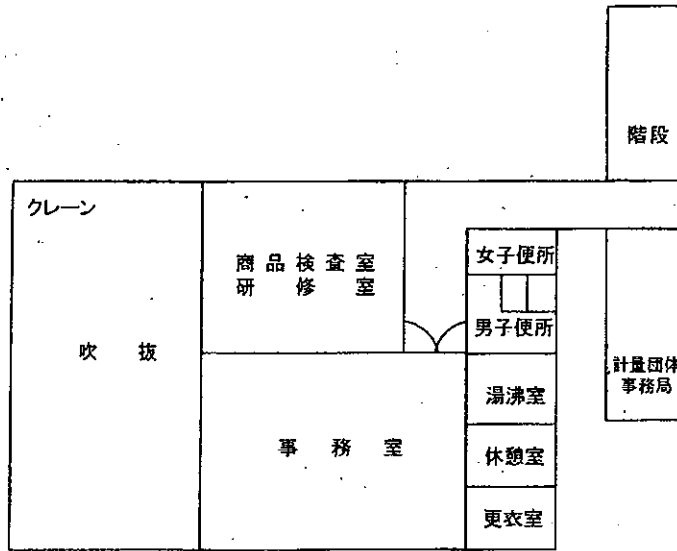 階段
クレーン
商品検査室
研修室
女子便所
男子便所
吹抜
計量団体
事務局
湯沸室
事務室
休憩室
更衣室